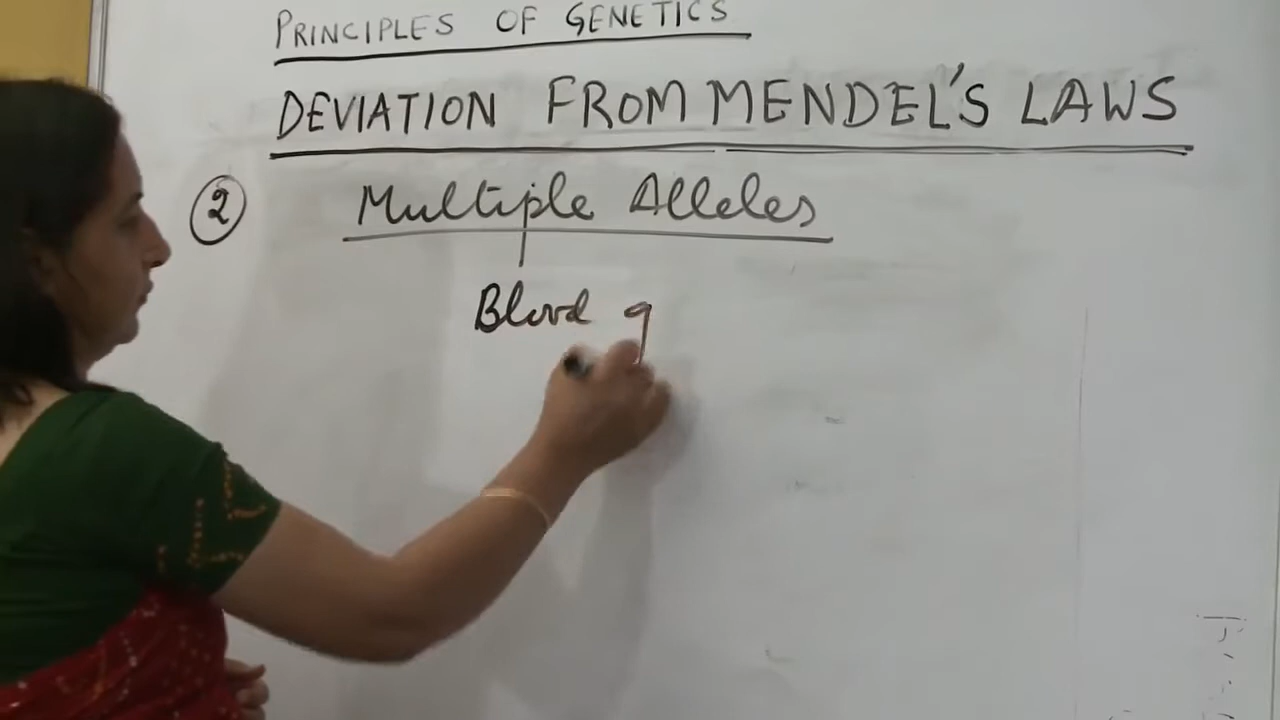 PRINCIPLES OF GENETICS
DEVIATION FROM MENDEL'S LAWS
2 Multiple Alleles
Blood g